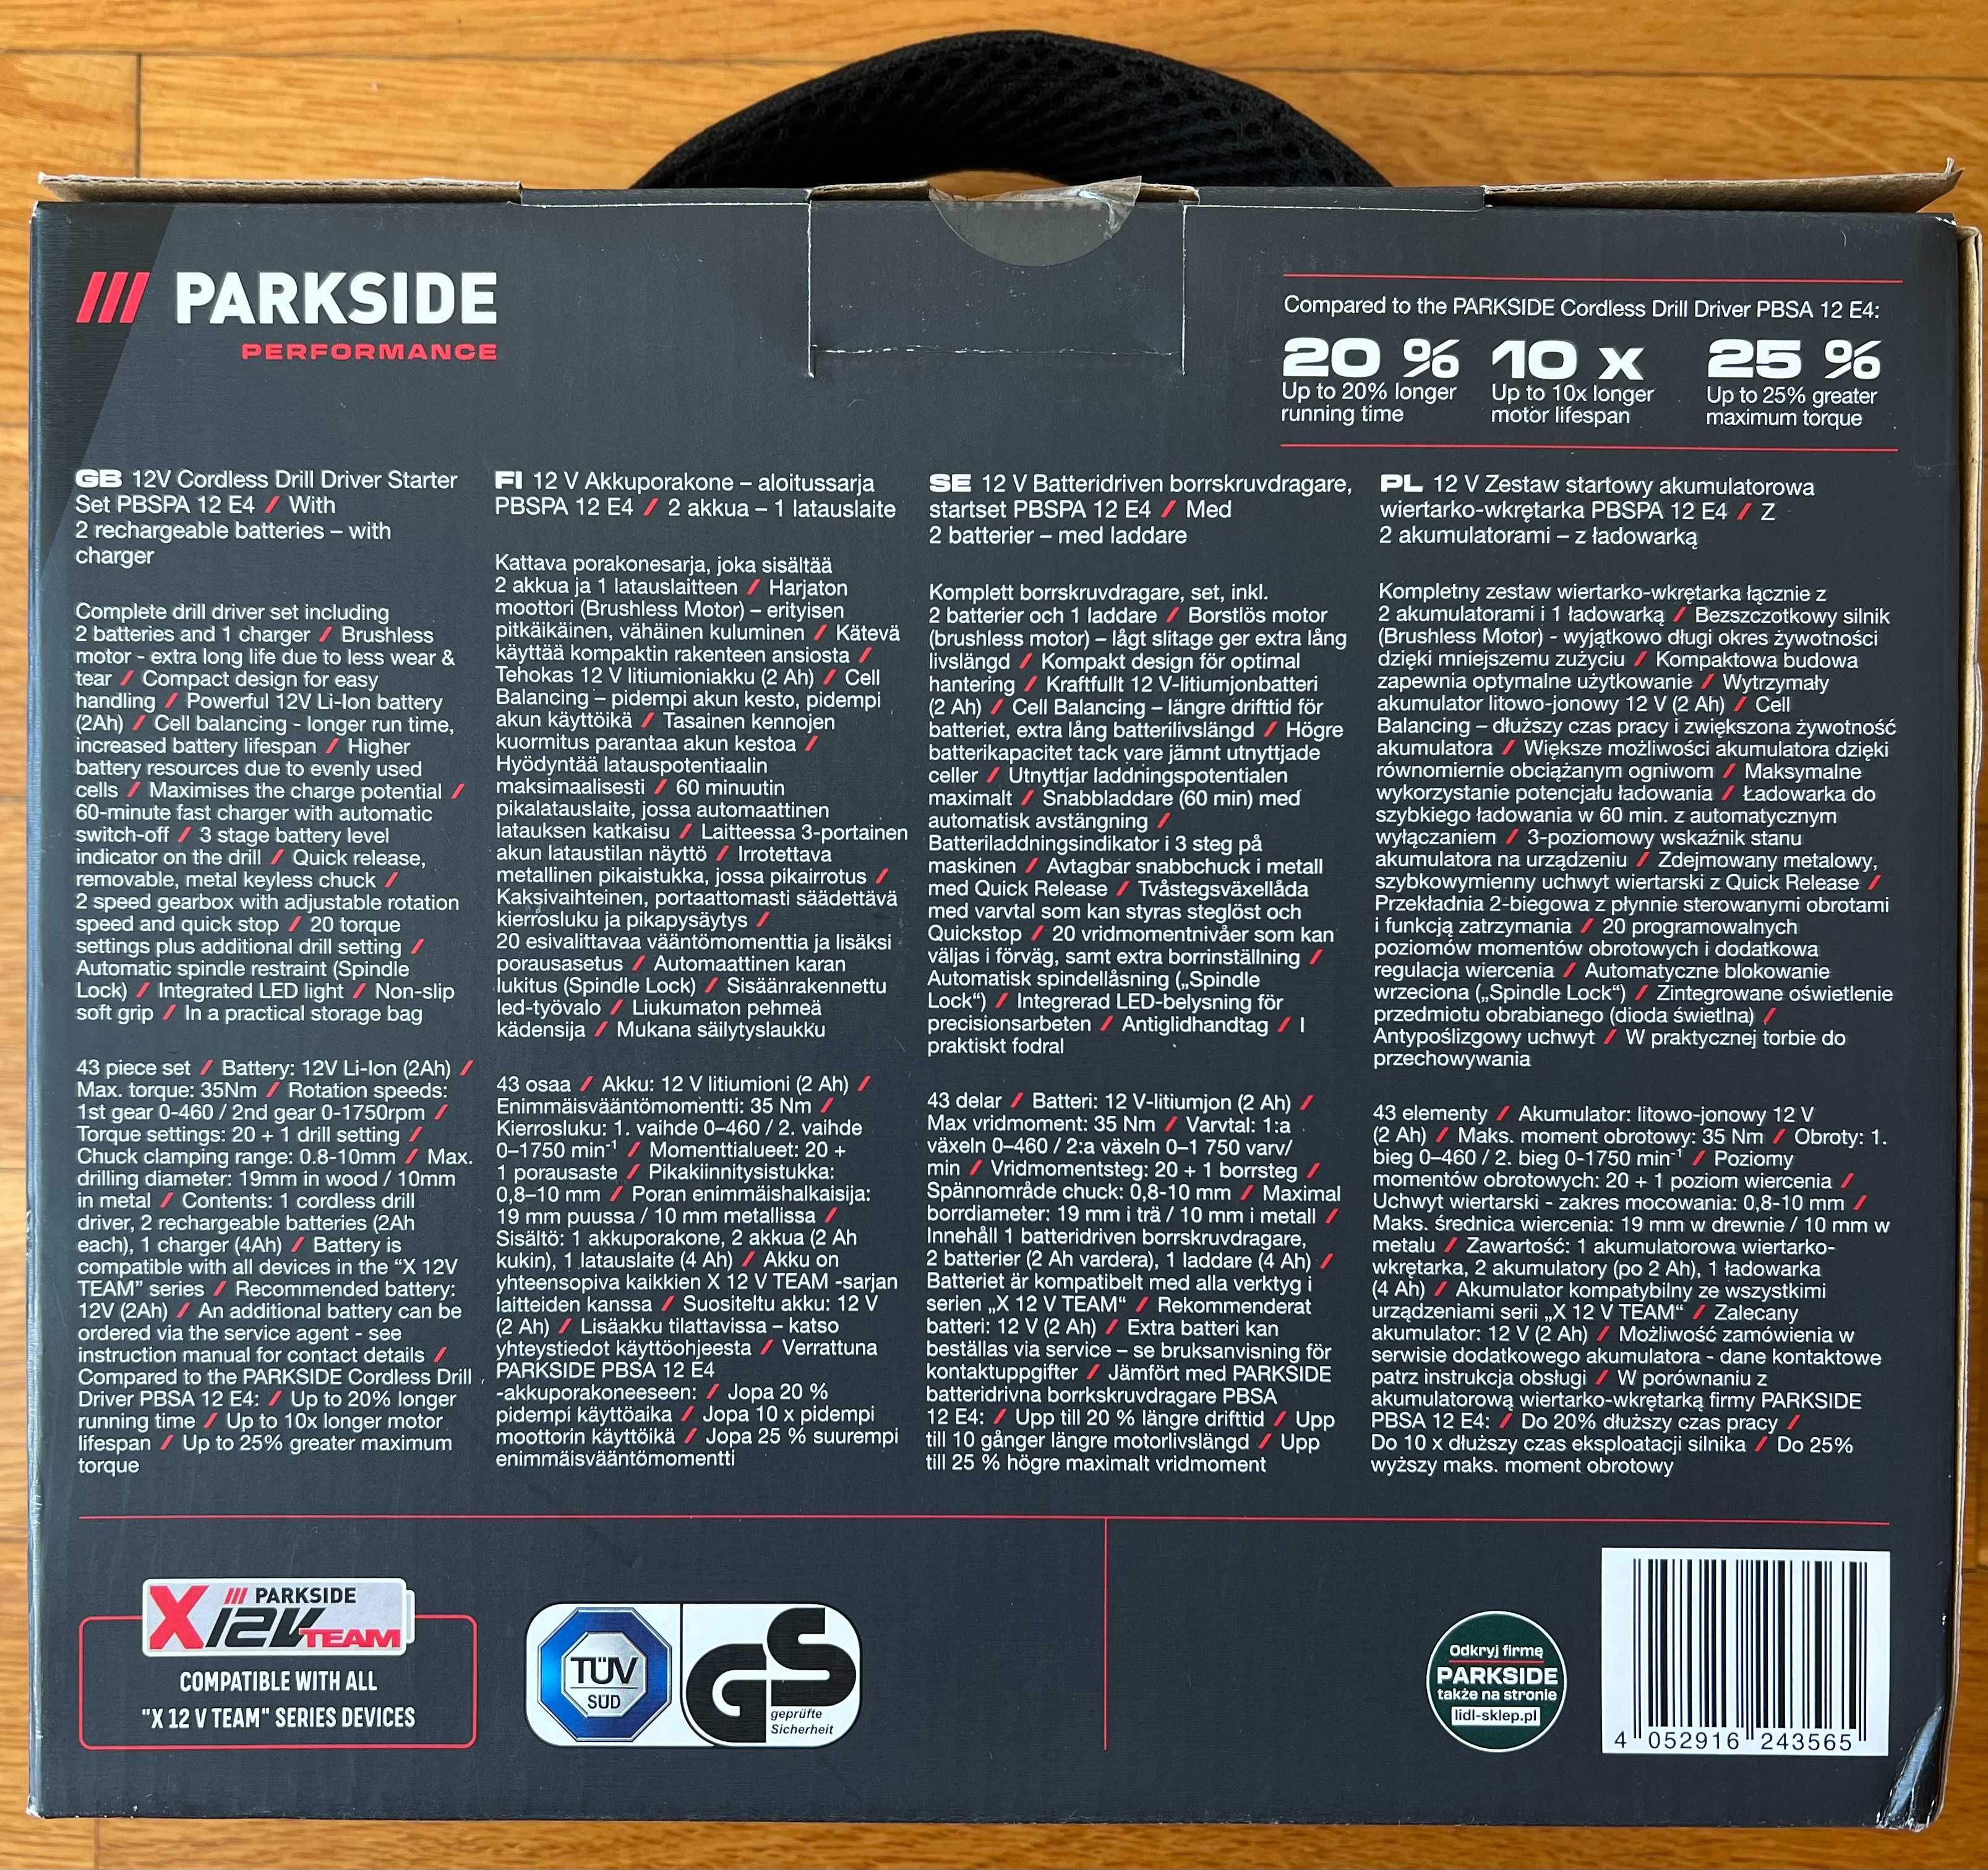 /// PARKSIDE
PERFORMANCE
Compared to the PARKSIDE Cordless Drill Driver PBSA 12 E4:
20 %
Up to 20% longer
running time
10 x
Up to 10x longer
motor lifespan
25 %
Up to 25% greater
maximum torque
GB 12V Cordless Drill Driver Starter
Set PBSPA 12 E4 / With
2 rechargeable batteries – with
charger
Complete drill driver set including
2 batteries and 1 charger / Brushless
motor - extra long life due to less wear &
tear / Compact design for easy
handling / Powerful 12V Li-Ion battery
(2Ah) / Cell balancing - longer run time,
increased battery lifespan / Higher
battery resources due to evenly used
cells / Maximises the charge potential /
60-minute fast charger with automatic
switch-off / 3 stage battery level
indicator on the drill / Quick release,
removable, metal keyless chuck /
2 speed gearbox with adjustable rotation
speed and quick stop / 20 torque
settings plus additional drill setting /
Automatic spindle restraint (Spindle
Lock) / Integrated LED light / Non-slip
soft grip / In a practical storage bag
43 piece set / Battery: 12V Li-Ion (2Ah) /
Max. torque: 35Nm / Rotation speeds:
1st gear 0-460 / 2nd gear 0-1750rpm /
Torque settings: 20 + 1 drill setting /
Chuck clamping range: 0.8-10mm / Max.
drilling diameter: 19mm in wood / 10mm
in metal / Contents: 1 cordless drill
driver, 2 rechargeable batteries (2Ah
each), 1 charger (4Ah) / Battery is
compatible with all devices in the “X 12V
TEAM” series / Recommended battery:
12V (2Ah) / An additional battery can be
ordered via the service agent - see
instruction manual for contact details /
Compared to the PARKSIDE Cordless Drill
Driver PBSA 12 E4: / Up to 20% longer
running time / Up to 10x longer motor
lifespan / Up to 25% greater maximum
torque
FI 12 V Akkuporakone – aloitussarja
PBSPA 12 E4 / 2 akkua – 1 latauslaite
Kattava porakonesarja, joka sisältää
2 akkua ja 1 latauslaitteen / Harjaton
moottori (Brushless Motor) – erityisen
pitkäikäinen, vähäinen kuluminen / Kätevä
käyttää kompaktin rakenteen ansiosta /
Tehokas 12 V litiumioniakku (2 Ah) / Cell
Balancing – pidempi akun kesto, pidempi
akun käyttöikä / Tasainen kennojen
kuormitus parantaa akun kestoa /
Hyödyntää latauspotentiaalin
maksimaalisesti / 60 minuutin
pikalatauslaite, jossa automaattinen
latauksen katkaisu / Laitteessa 3-portainen
akun lataustilan näyttö / Irrotettava
metallinen pikaistukka, jossa pikairrotus /
Kaksivaihteinen, portaattomasti säädettävä
kierrosluku ja pikapysäytys /
20 esivalittavaa vääntömomenttia ja lisäksi
porausasetus / Automaattinen karan
lukitus (Spindle Lock) / Sisäänrakennettu
led-työvalo / Liukumaton pehmeä
kädensija / Mukana säilytyslaukku
43 osaa / Akku: 12 V litiumioni (2 Ah) /
Enimmäisvääntömomentti: 35 Nm /
Kierrosluku: 1. vaihde 0–460 / 2. vaihde
0–1750 min⁻¹ / Momenttialueet: 20 +
1 porausaste / Pikakiinnitysistukka:
0,8–10 mm / Poran enimmäishalkaisija:
19 mm puussa / 10 mm metallissa /
Sisältö: 1 akkuporakone, 2 akkua (2 Ah
kukin), 1 latauslaite (4 Ah) / Akku on
yhteensopiva kaikkien X 12 V TEAM -sarjan
laitteiden kanssa / Suositeltu akku: 12 V
(2 Ah) / Lisäakku tilattavissa – katso
yhteystiedot käyttöohjeesta / Verrattuna
PARKSIDE PBSA 12 E4
-akkuporakoneeseen: / Jopa 20 %
pidempi käyttöaika / Jopa 10 x pidempi
moottorin käyttöikä / Jopa 25 % suurempi
enimmäisvääntömomentti
SE 12 V Batteridriven borrskruvdragare,
startset PBSPA 12 E4 / Med
2 batterier – med laddare
Komplett borrskruvdragare, set, inkl.
2 batterier och 1 laddare / Borstlös motor
(brushless motor) – lågt slitage ger extra lång
livslängd / Kompakt design för optimal
hantering / Kraftfullt 12 V-litiumjonbatteri
(2 Ah) / Cell Balancing – längre drifttid för
batteriet, extra lång batterilivslängd / Högre
batterikapacitet tack vare jämnt utnyttjade
celler / Utnyttjar laddningspotentialen
maximalt / Snabbladdare (60 min) med
automatisk avstängning /
Batteriladdningsindikator i 3 steg på
maskinen / Avtagbar snabbchuck i metall
med Quick Release / Tvåstegsväxellåda
med varvtal som kan styras steglöst och
Quickstop / 20 vridmomentnivåer som kan
väljas i förväg, samt extra borrinställning /
Automatisk spindellåsning („Spindle
Lock“) / Integrerad LED-belysning för
precisionsarbeten / Antiglidhandtag / I
praktiskt fodral
43 delar / Batteri: 12 V-litiumjon (2 Ah) /
Max vridmoment: 35 Nm / Varvtal: 1:a
växeln 0–460 / 2:a växeln 0–1 750 varv/
min / Vridmomentsteg: 20 + 1 borrsteg /
Spännområde chuck: 0,8-10 mm / Maximal
borrdiameter: 19 mm i trä / 10 mm i metall /
Innehåll 1 batteridriven borrskruvdragare,
2 batterier (2 Ah vardera), 1 laddare (4 Ah) /
Batteriet är kompatibelt med alla verktyg i
serien „X 12 V TEAM“ / Rekommenderat
batteri: 12 V (2 Ah) / Extra batteri kan
beställas via service – se bruksanvisning för
kontaktuppgifter / Jämfört med PARKSIDE
batteridrivna borrkskruvdragare PBSA
12 E4: / Upp till 20 % längre drifttid / Upp
till 10 gånger längre motorlivslängd / Upp
till 25 % högre maximalt vridmoment
PL 12 V Zestaw startowy akumulatorowa
wiertarko-wkrętarka PBSPA 12 E4 / Z
2 akumulatorami – z ładowarką
Kompletny zestaw wiertarko-wkrętarka łącznie z
2 akumulatorami i 1 ładowarką / Bezszczotkowy silnik
(Brushless Motor) - wyjątkowo długi okres żywotności
dzięki mniejszemu zużyciu / Kompaktowa budowa
zapewnia optymalne użytkowanie / Wytrzymały
akumulator litowo-jonowy 12 V (2 Ah) / Cell
Balancing – dłuższy czas pracy i zwiększona żywotność
akumulatora / Większe możliwości akumulatora dzięki
równomiernie obciążanym ogniwom / Maksymalne
wykorzystanie potencjału ładowania / Ładowarka do
szybkiego ładowania w 60 min. z automatycznym
wyłączaniem / 3-poziomowy wskaźnik stanu
akumulatora na urządzeniu / Zdejmowany metalowy,
szybkowymienny uchwyt wiertarski z Quick Release /
Przekładnia 2-biegowa z płynnie sterowanymi obrotami
i funkcją zatrzymania / 20 programowalnych
poziomów momentów obrotowych i dodatkowa
regulacja wiercenia / Automatyczne blokowanie
wrzeciona („Spindle Lock“) / Zintegrowane oświetlenie
przedmiotu obrabianego (dioda świetlna) /
Antypoślizgowy uchwyt / W praktycznej torbie do
przechowywania
43 elementy / Akumulator: litowo-jonowy 12 V
(2 Ah) / Maks. moment obrotowy: 35 Nm / Obroty: 1.
bieg 0–460 / 2. bieg 0-1750 min⁻¹ / Poziomy
momentów obrotowych: 20 + 1 poziom wiercenia /
Uchwyt wiertarski - zakres mocowania: 0,8-10 mm /
Maks. średnica wiercenia: 19 mm w drewnie / 10 mm w
metalu / Zawartość: 1 akumulatorowa wiertarko-
wkrętarka, 2 akumulatory (po 2 Ah), 1 ładowarka
(4 Ah) / Akumulator kompatybilny ze wszystkimi
urządzeniami serii „X 12 V TEAM“ / Zalecany
akumulator: 12 V (2 Ah) / Możliwość zamówienia w
serwisie dodatkowego akumulatora - dane kontaktowe
patrz instrukcja obsługi / W porównaniu z
akumulatorową wiertarko-wkrętarką firmy PARKSIDE
PBSA 12 E4: / Do 20% dłuższy czas pracy /
Do 10 x dłuższy czas eksploatacji silnika / Do 25%
wyższy maks. moment obrotowy
/// PARKSIDE
X12V TEAM
COMPATIBLE WITH ALL
"X 12 V TEAM" SERIES DEVICES
TÜV
SÜD
GS
geprüfte
Sicherheit
Odkryj firmę
PARKSIDE
także na stronie
lidl-sklep.pl
4 052916 243565